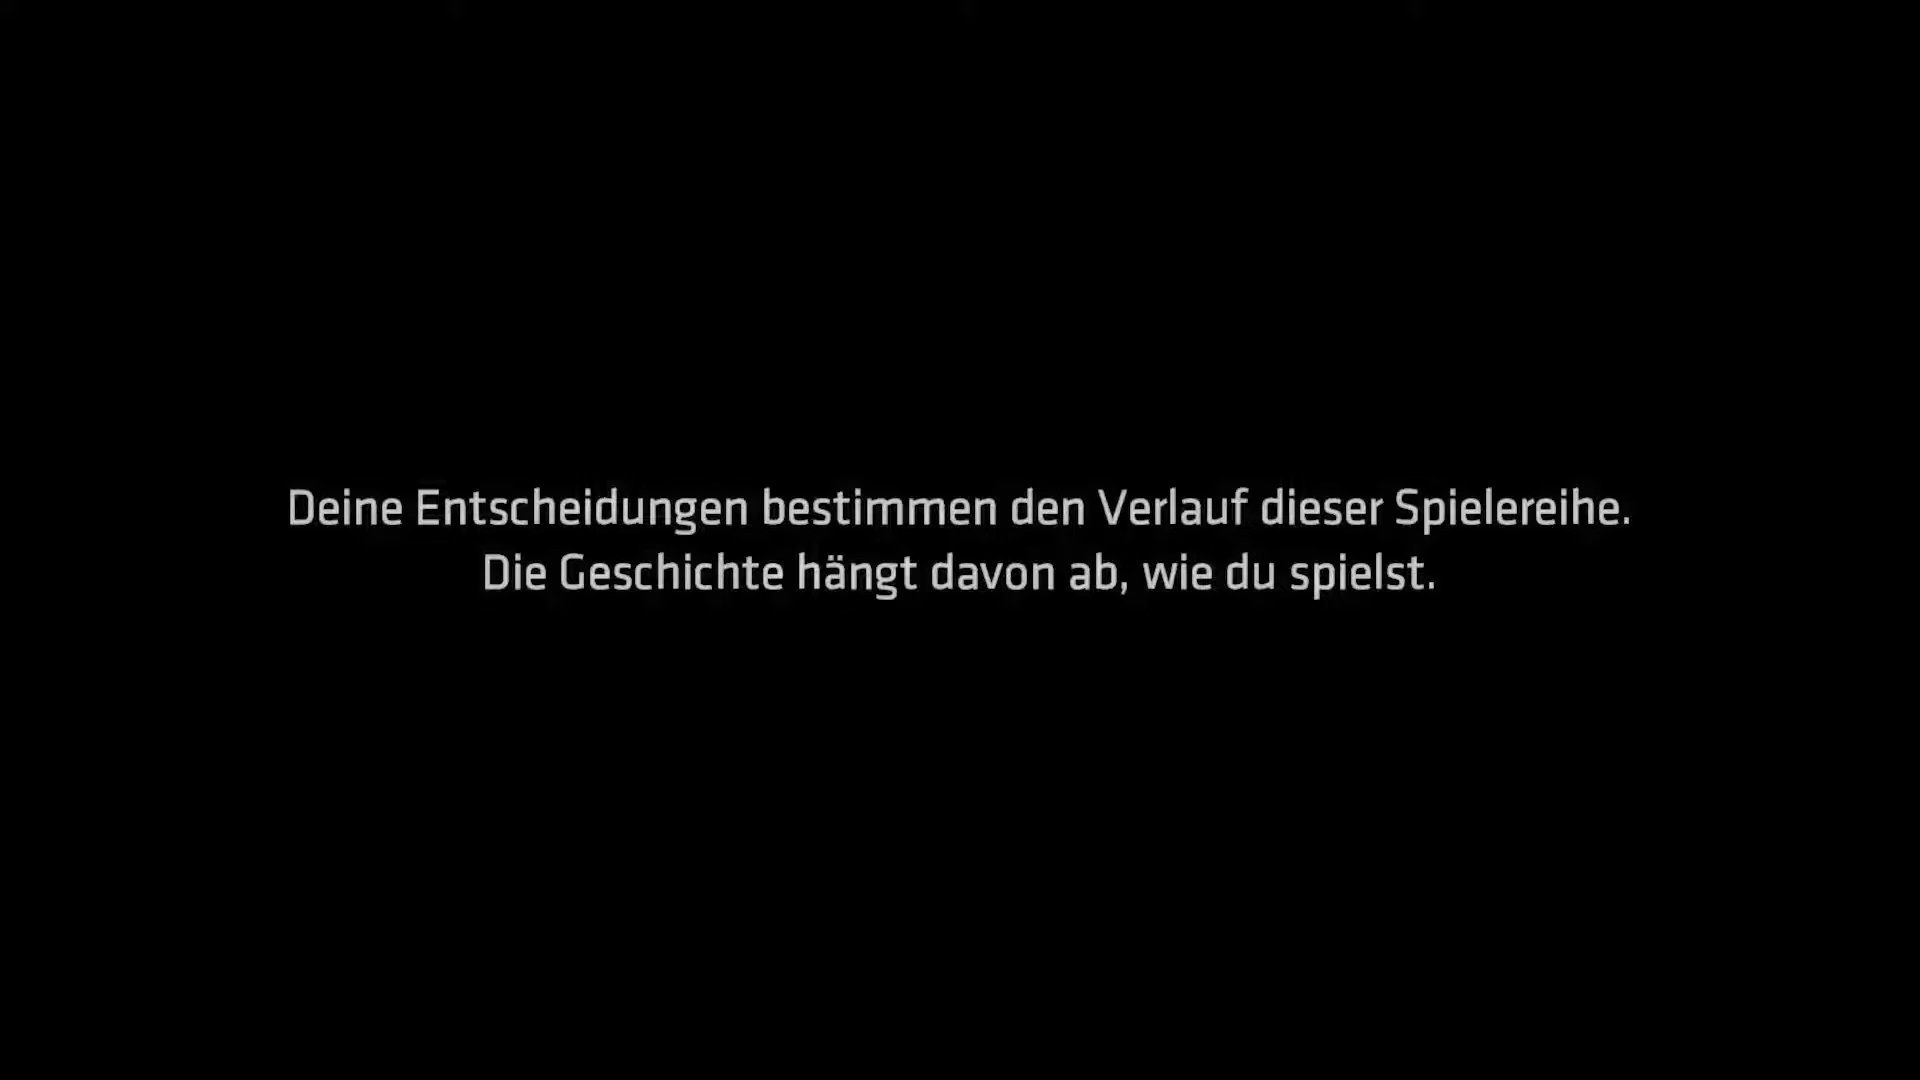 Deine Entscheidungen bestimmen den Verlauf dieser Spielereihe.
Die Geschichte hängt davon ab, wie du spielst.